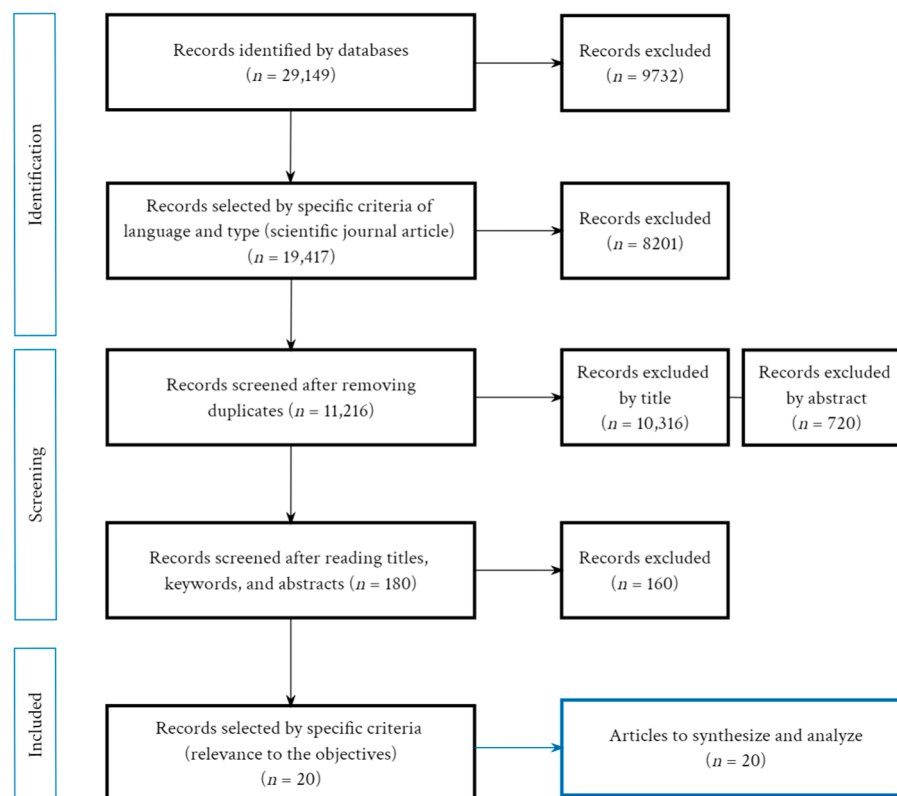 Identification
Records identified by databases
(n = 29,149)
Records excluded
(n = 9732)
Records selected by specific criteria of
language and type (scientific journal article)
(n = 19,417)
Records excluded
(n = 8201)
Screening
Records screened after removing
duplicates (n = 11,216)
Records excluded
by title
(n = 10,316)
Records excluded
by abstract
(n = 720)
Records screened after reading titles,
keywords, and abstracts (n = 180)
Records excluded
(n = 160)
Included
Records selected by specific criteria
(relevance to the objectives)
(n = 20)
Articles to synthesize and analyze
(n = 20)